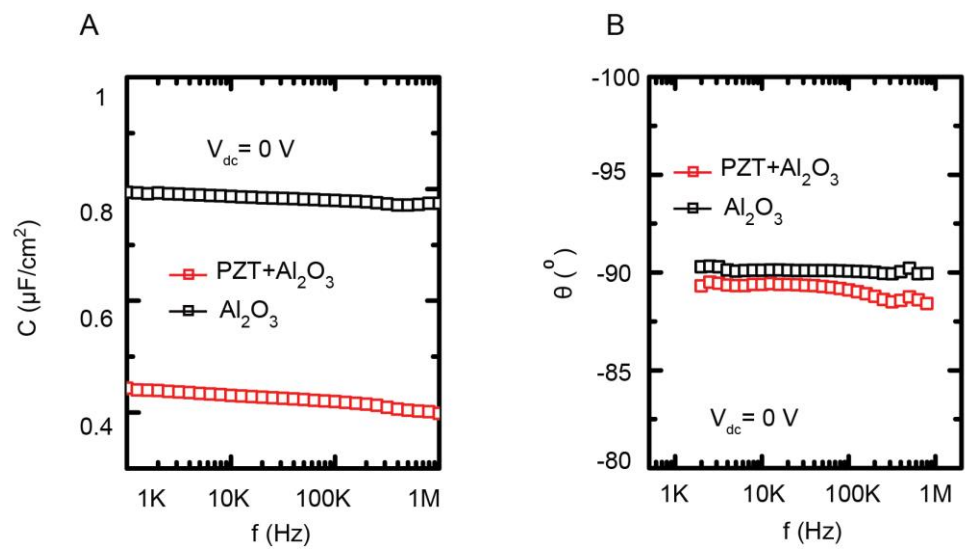 A
1
0.8
0.6
0.4
C (μF/cm²)
V_dc = 0 V
PZT+Al₂O₃
Al₂O₃
1K 10K 100K 1M
f (Hz)
B
-100
-95
-90
-85
-80
θ (°)
PZT+Al₂O₃
Al₂O₃
V_dc = 0 V
1K 10K 100K 1M
f (Hz)